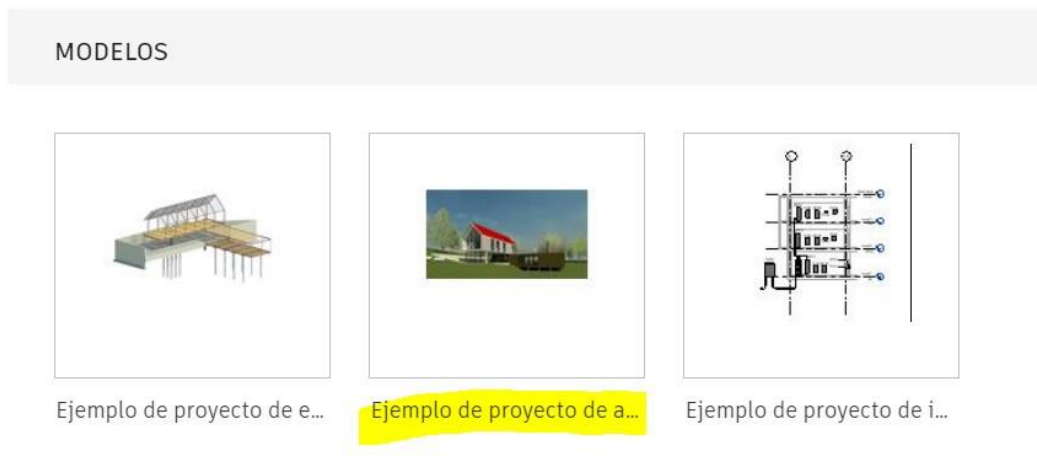 MODELOS
Ejemplo de proyecto de e...
Ejemplo de proyecto de a...
Ejemplo de proyecto de i...